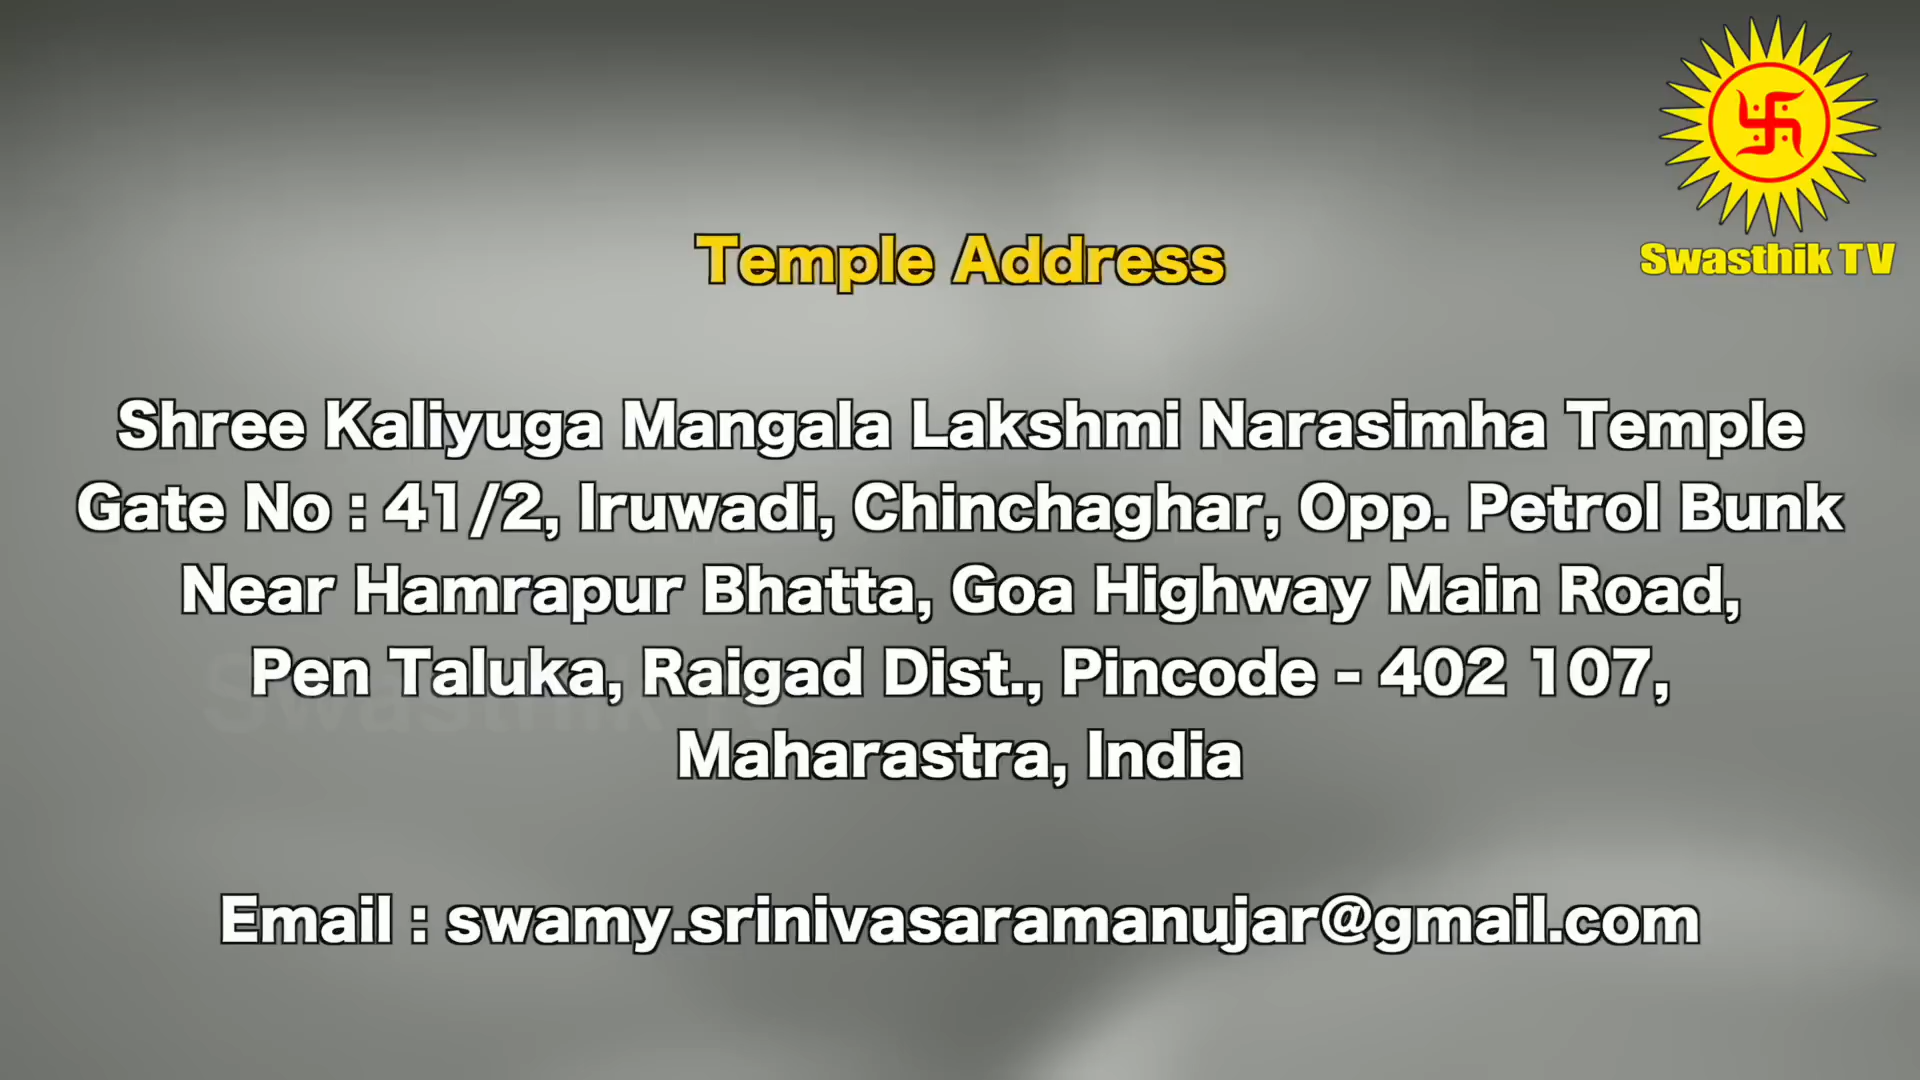 Swasthik TV
Temple Address
Shree Kaliyuga Mangala Lakshmi Narasimha Temple
Gate No : 41/2, Iruwadi, Chinchaghar, Opp. Petrol Bunk
Near Hamrapur Bhatta, Goa Highway Main Road,
Pen Taluka, Raigad Dist., Pincode - 402 107,
Maharastra, India
Swasthik TV
Email : swamy.srinivasaramanujar@gmail.com